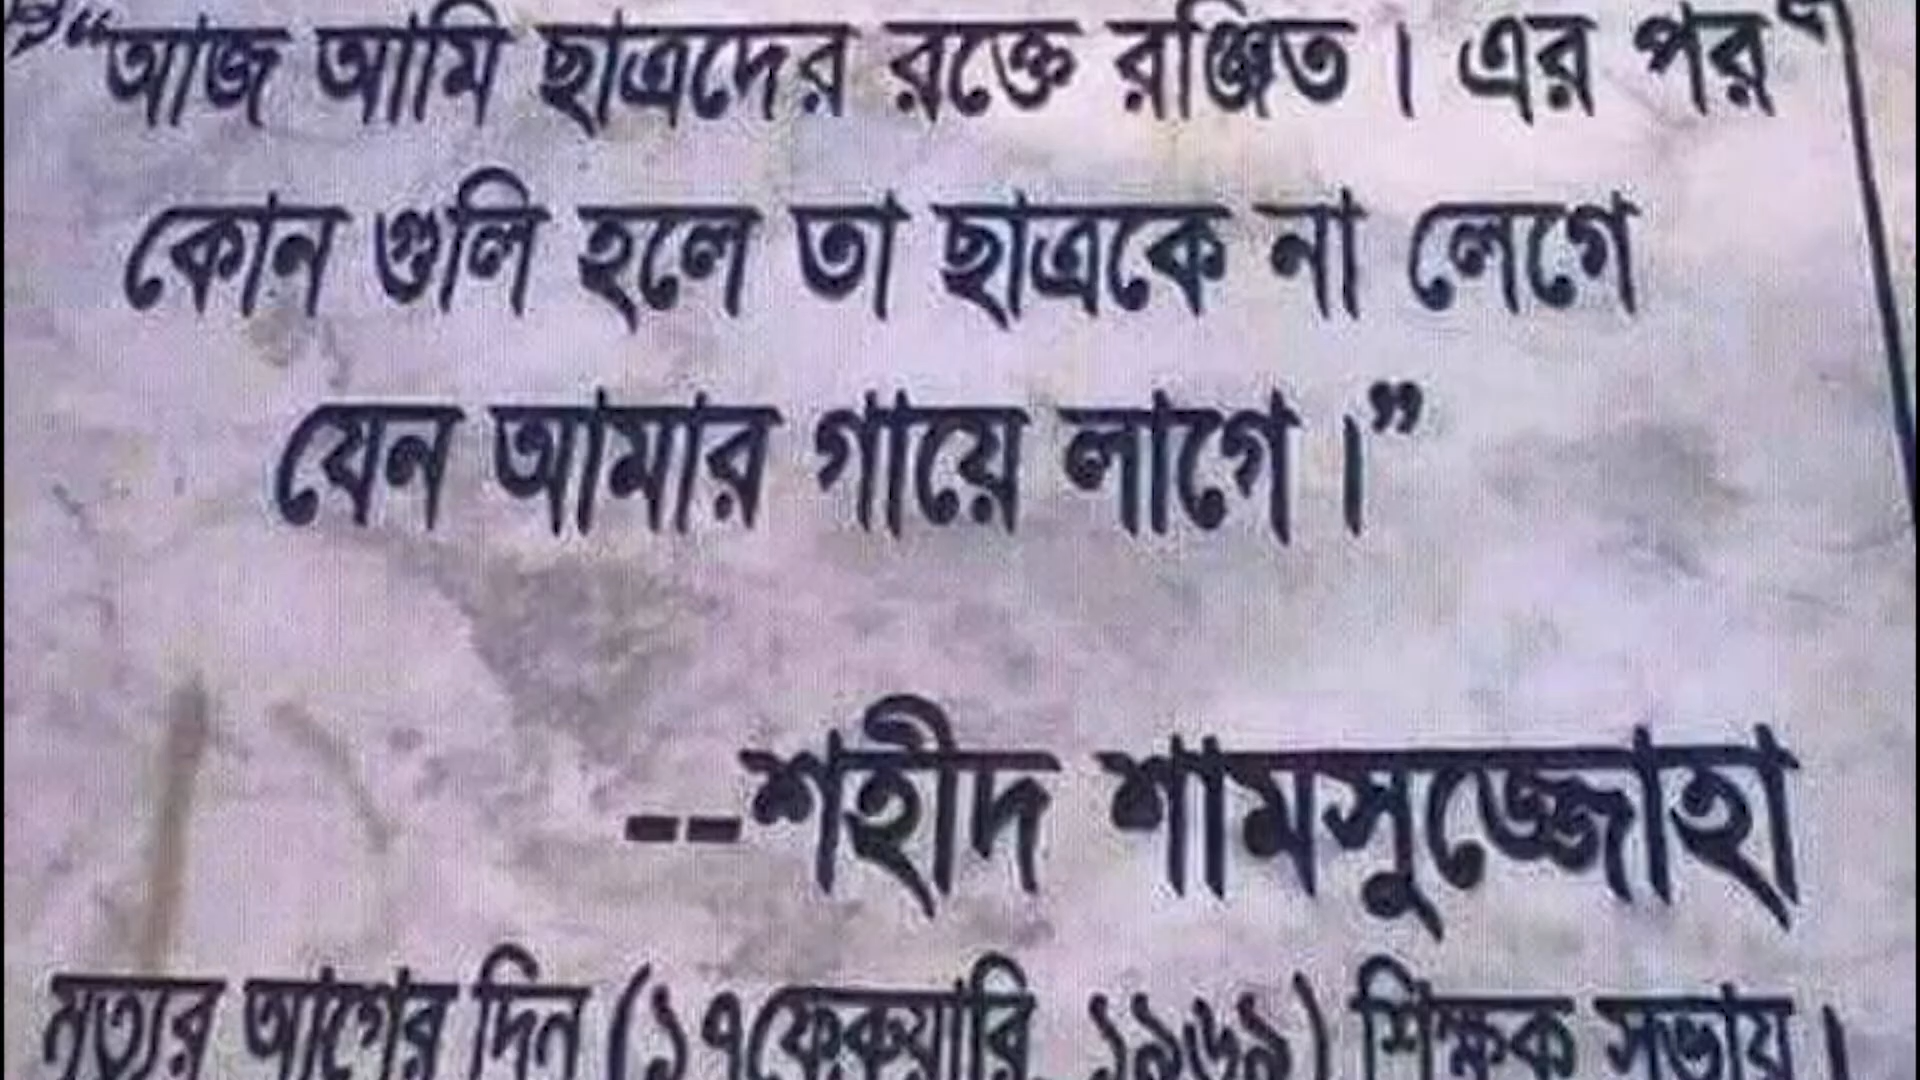 “আজ আমি ছাত্রদের রক্তে রঞ্জিত। এর পর
কোন গুলি হলে তা ছাত্রকে না লেগে
যেন আমার গায়ে লাগে।”
--শহীদ শামসুজ্জোহা
মৃত্যুর আগের দিন (১৭ফেব্রুয়ারি, ১৯৬৯) শিক্ষক সভায়।